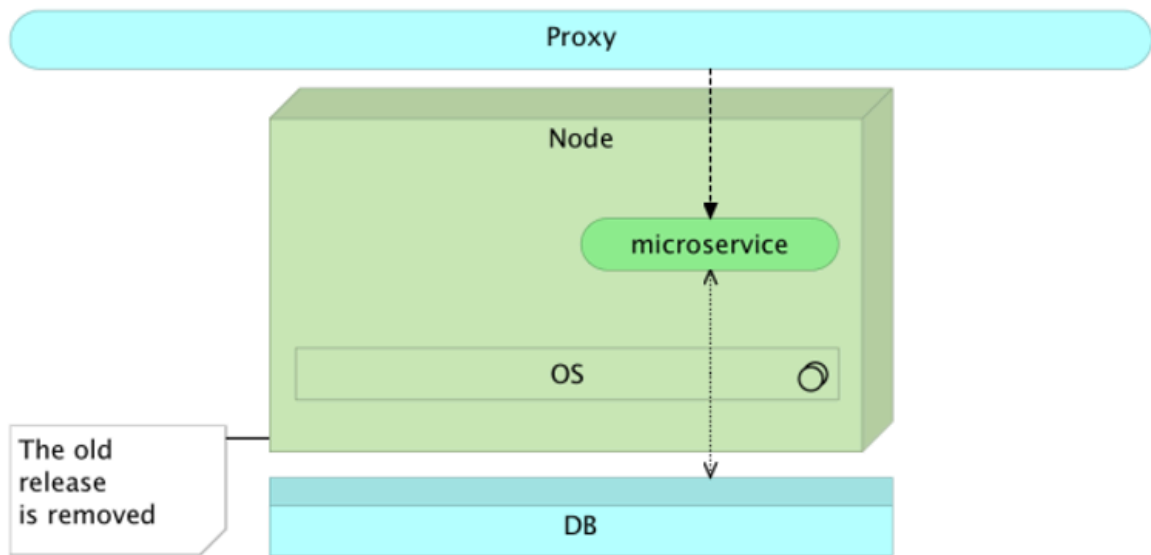 Proxy
Node
microservice
OS
The old
release
is removed
DB